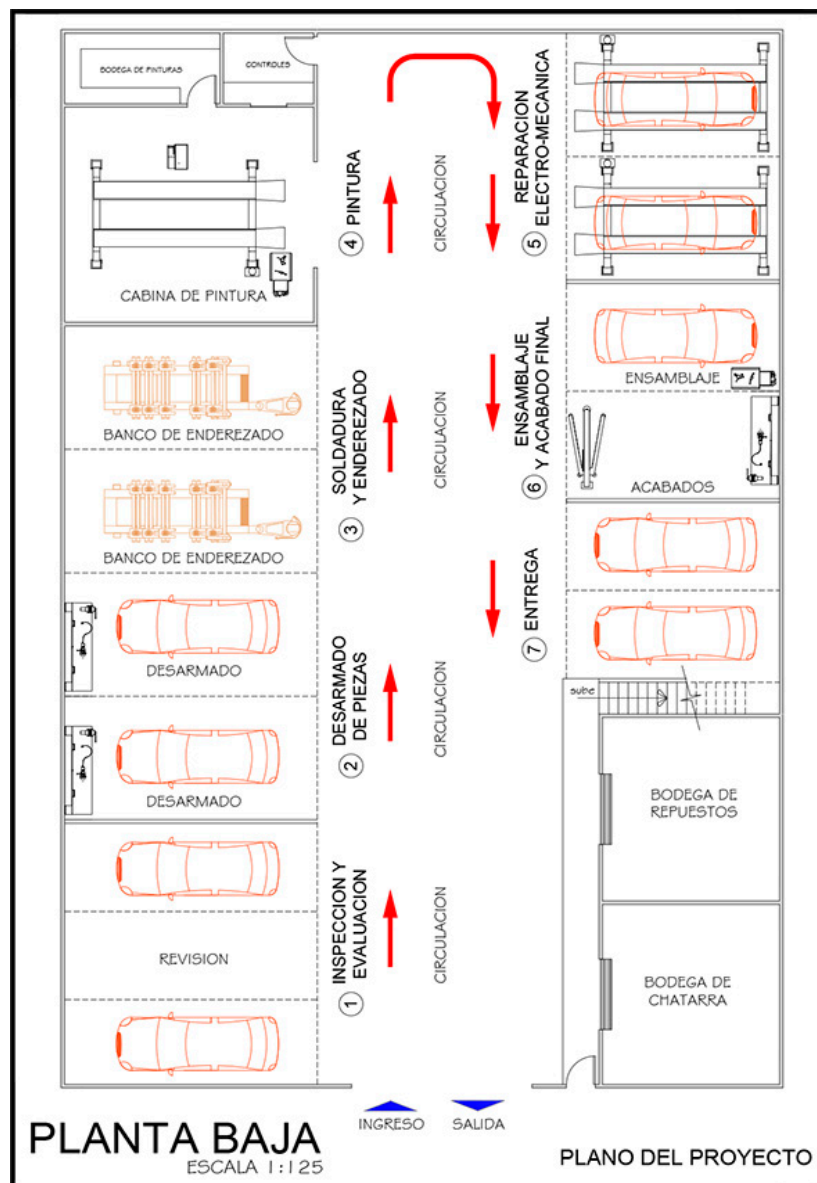 BODEGA DE PINTURAS
CONTROLES
CABINA DE PINTURA
4 PINTURA
CIRCULACION
REPARACION
ELECTRO-MECANICA
5
BANCO DE ENDEREZADO
BANCO DE ENDEREZADO
SOLDADURA
Y ENDEREZADO
3
CIRCULACION
ENSAMBLAJE
Y ACABADO FINAL
6
ENSAMBLAJE
ACABADOS
DESARMADO
DESARMADO
DESARMADO
DE PIEZAS
2
CIRCULACION
7 ENTREGA
sube
BODEGA DE
REPUESTOS
REVISION
INSPECCION Y
EVALUACION
1
CIRCULACION
BODEGA DE
CHATARRA
INGRESO
SALIDA
PLANTA BAJA
ESCALA 1:125
PLANO DEL PROYECTO